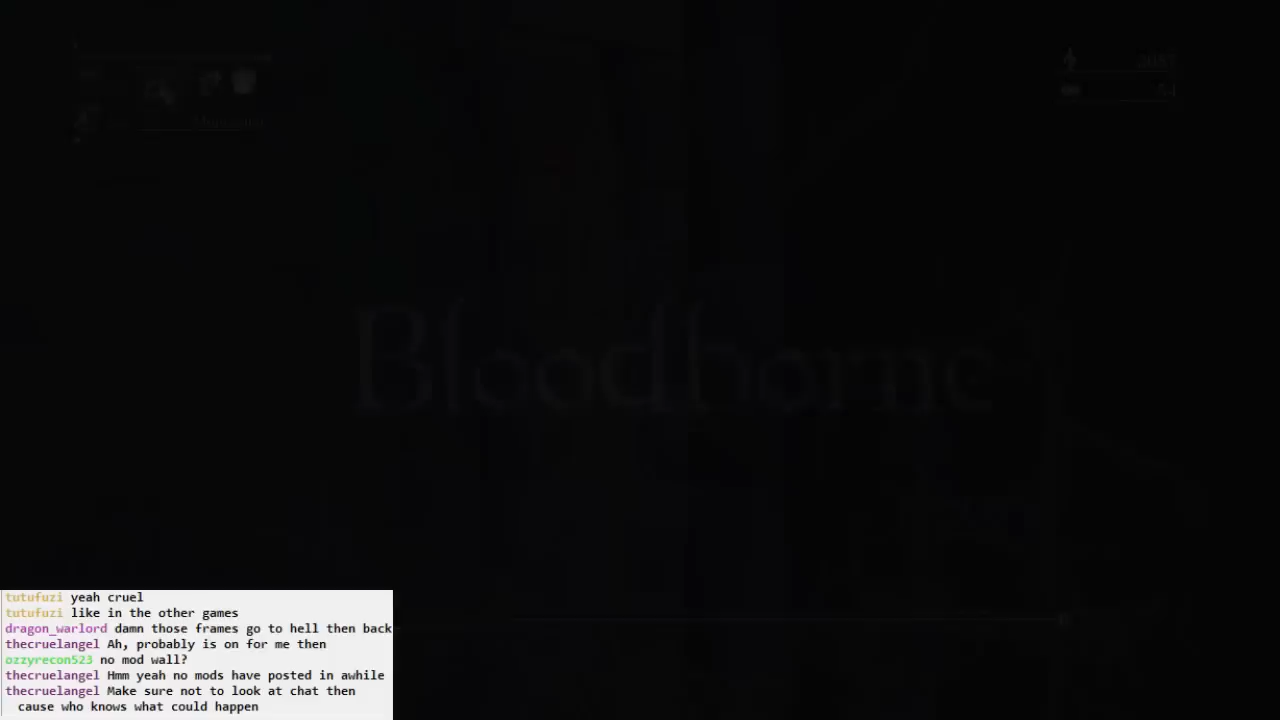 Bloodborne
tutufuzi yeah cruel
tutufuzi like in the other games
dragon_warlord damn those frames go to hell then back
thecruelangel Ah, probably is on for me then
ozzyrecon523 no mod wall?
thecruelangel Hmm yeah no mods have posted in awhile
thecruelangel Make sure not to look at chat then
cause who knows what could happen